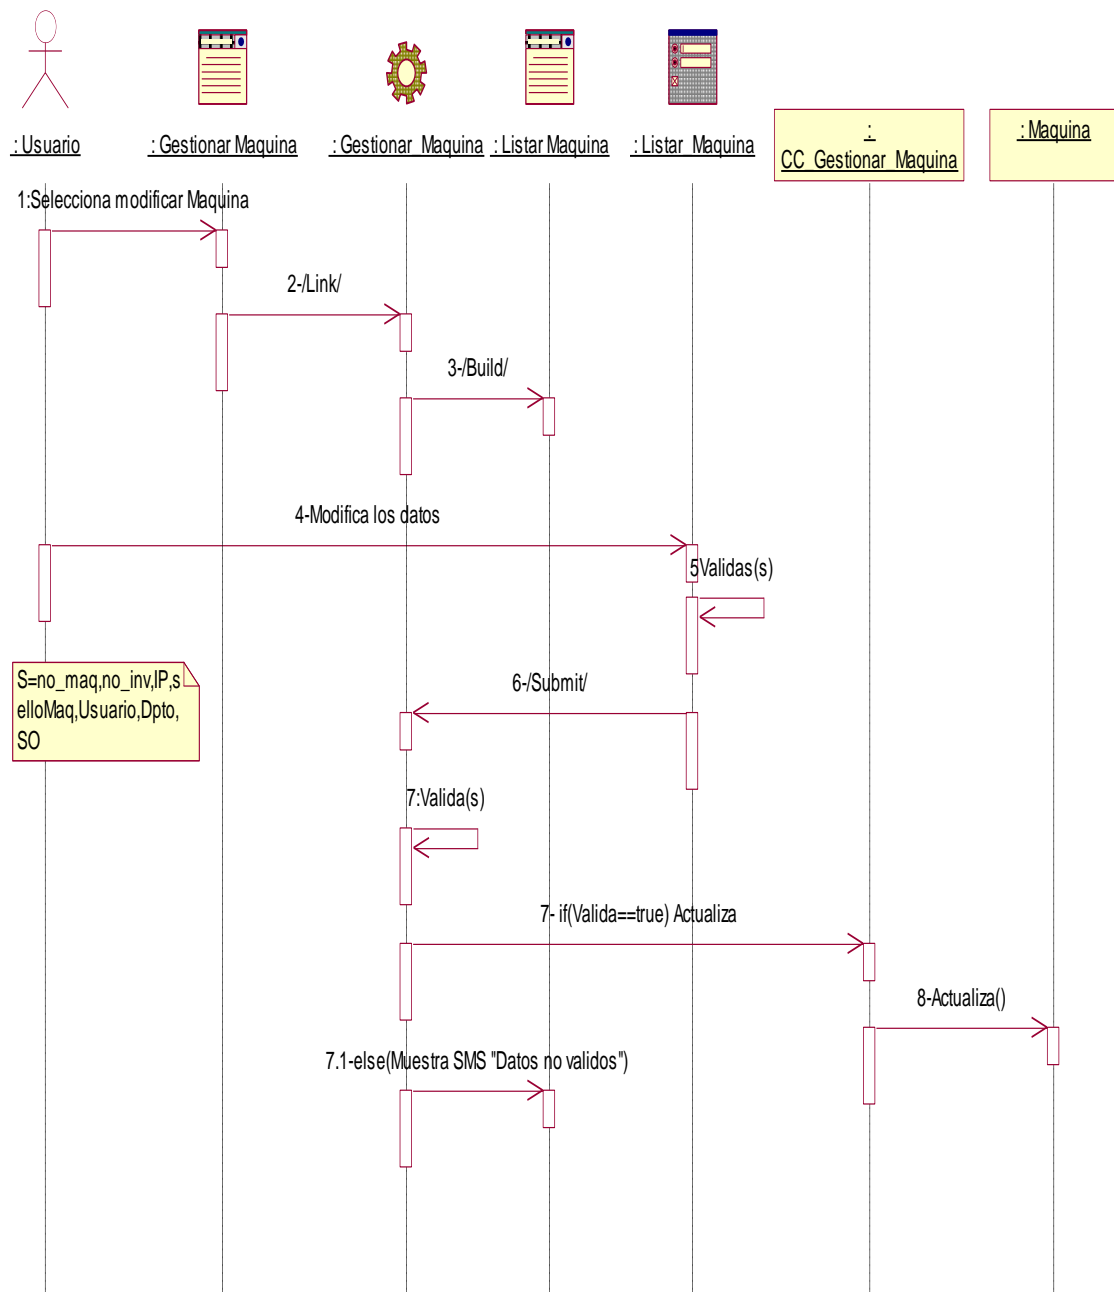 : Usuario
: Gestionar Maquina
: Gestionar_Maquina
: Listar Maquina
: Listar_Maquina
:
CC_Gestionar_Maquina
: Maquina
1:Selecciona modificar Maquina
2-/Link/
3-/Build/
4-Modifica los datos
5Validas(s)
S=no_maq,no_inv,IP,s
elloMaq,Usuario,Dpto,
SO
6-/Submit/
7:Valida(s)
7- if(Valida==true) Actualiza
8-Actualiza()
7.1-else(Muestra SMS "Datos no validos")